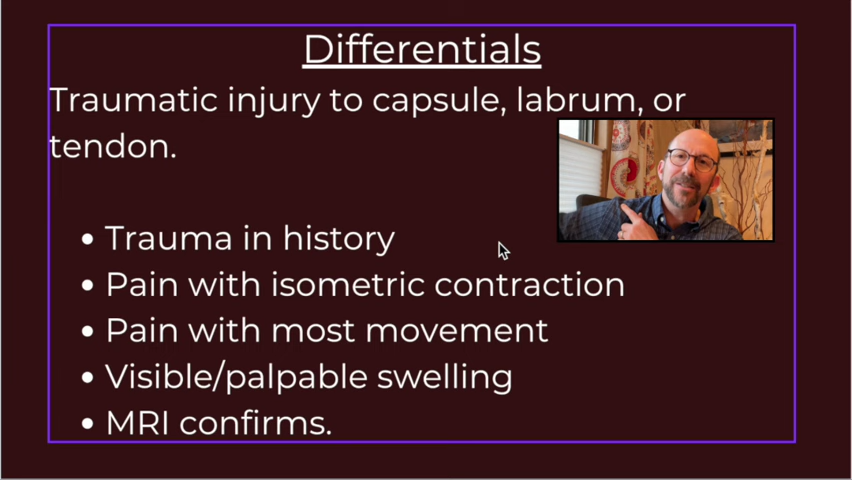 Differentials
Traumatic injury to capsule, labrum, or
tendon.
• Trauma in history
• Pain with isometric contraction
• Pain with most movement
• Visible/palpable swelling
• MRI confirms.